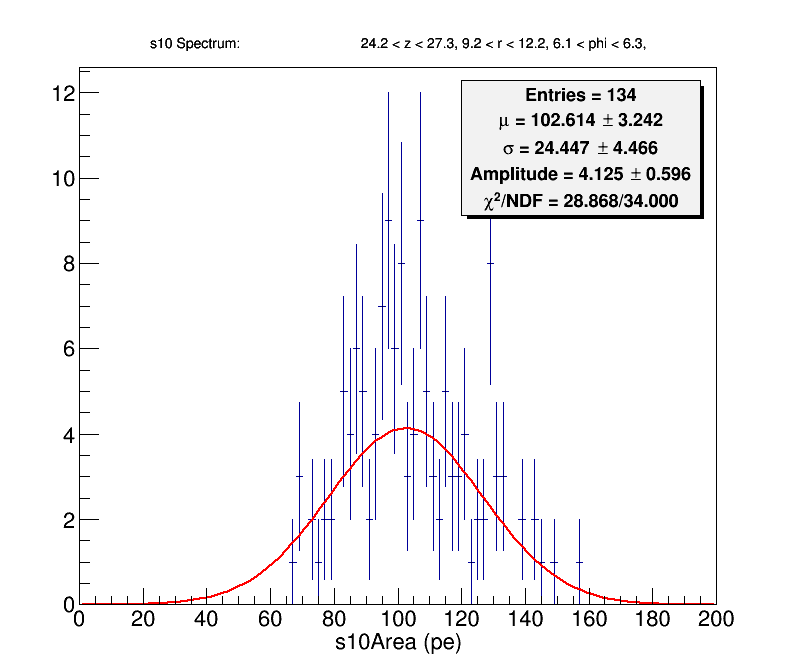 s10 Spectrum: 24.2 < z < 27.3, 9.2 < r < 12.2, 6.1 < phi < 6.3,
Entries = 134
μ = 102.614 ± 3.242
σ = 24.447 ± 4.466
Amplitude = 4.125 ± 0.596
χ²/NDF = 28.868/34.000
12
10
8
6
4
2
0
0 20 40 60 80 100 120 140 160 180 200
s10Area (pe)